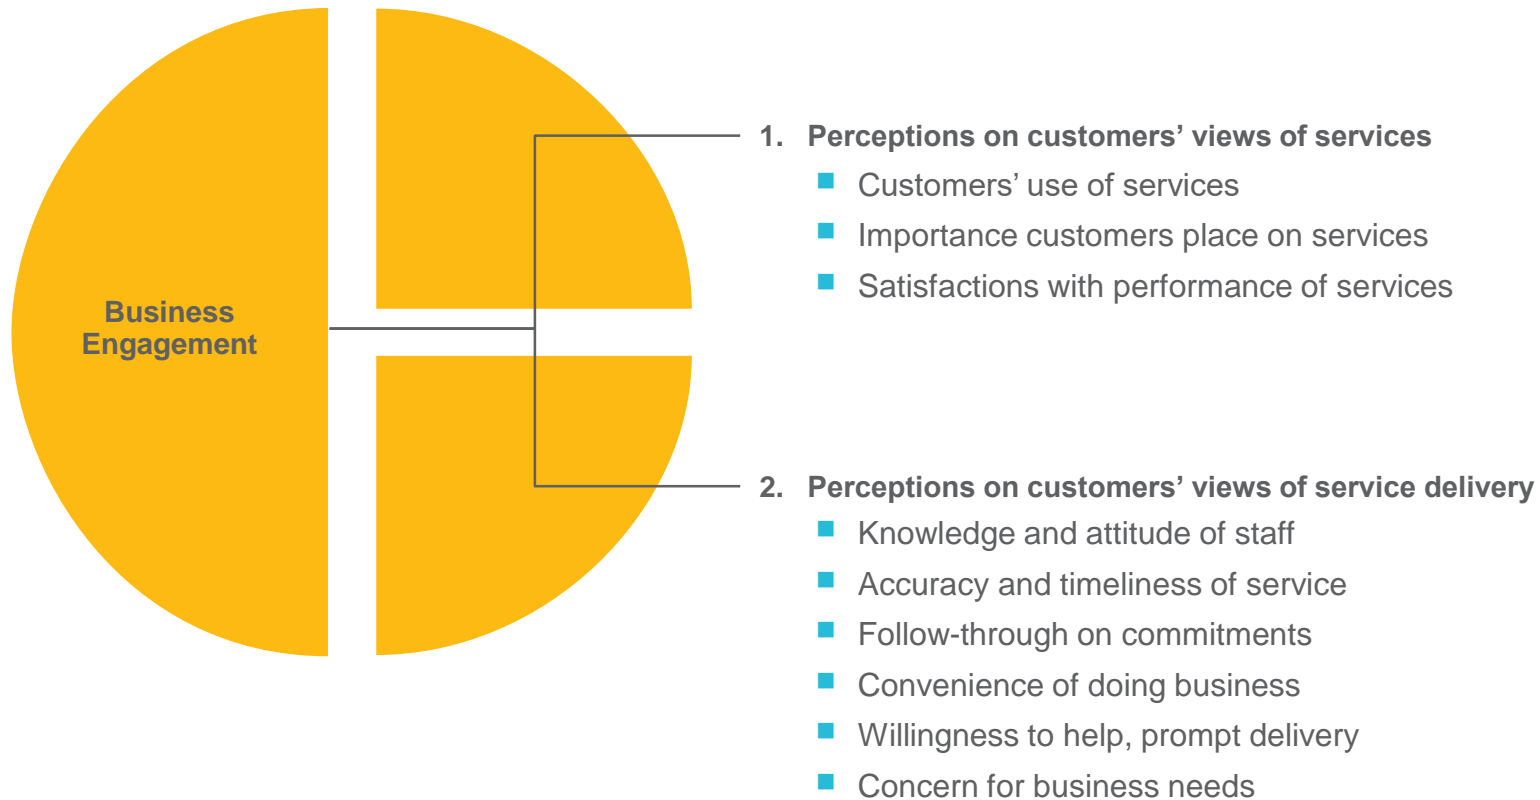 Business
Engagement
1. Perceptions on customers’ views of services
Customers’ use of services
Importance customers place on services
Satisfactions with performance of services
2. Perceptions on customers’ views of service delivery
Knowledge and attitude of staff
Accuracy and timeliness of service
Follow-through on commitments
Convenience of doing business
Willingness to help, prompt delivery
Concern for business needs